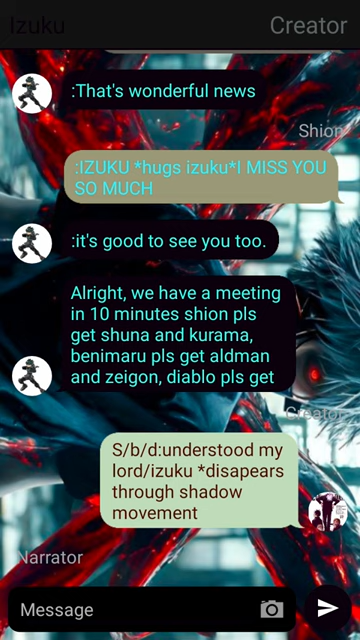 Izuku
Creator
:That's wonderful news
Shion
:IZUKU *hugs izuku*I MISS YOU
SO MUCH
:it's good to see you too.
Alright, we have a meeting
in 10 minutes shion pls
get shuna and kurama,
benimaru pls get aldman
and zeigon, diablo pls get
Creator
S/b/d:understood my
lord/izuku *disapears
through shadow
movement
Narrator
Message